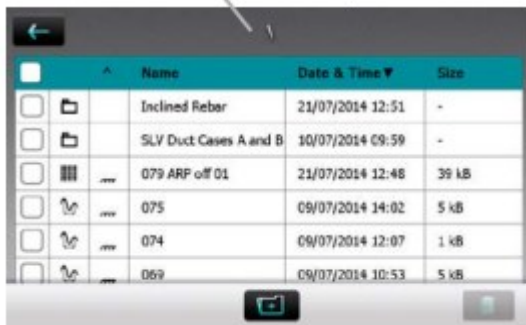 ^ Name Date & Time ▼ Size
Inclined Rebar 21/07/2014 12:51 -
SLV Duct Cases A and B 10/07/2014 09:59 -
079 ARP off 01 21/07/2014 12:48 39 kB
075 09/07/2014 14:02 5 kB
074 09/07/2014 12:07 1 kB
069 09/07/2014 10:53 5 kB